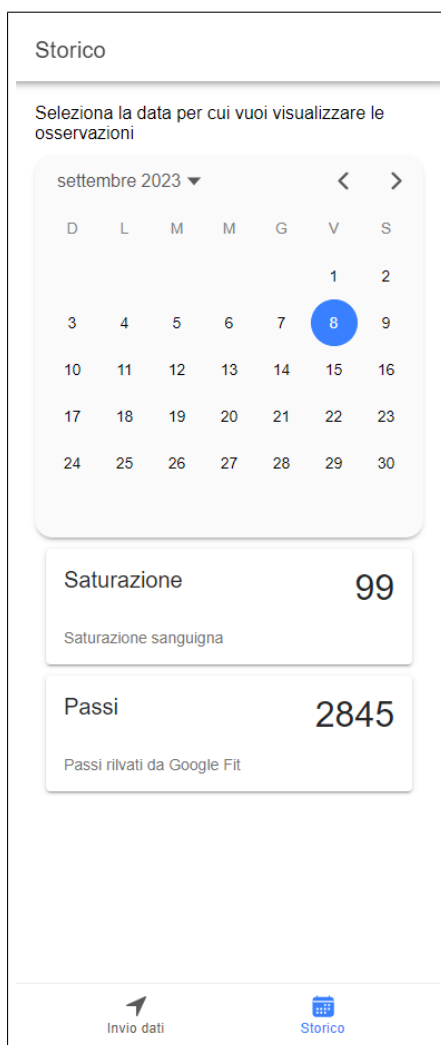 Storico
Seleziona la data per cui vuoi visualizzare le
osservazioni
settembre 2023
D L M M G V S
1 2
3 4 5 6 7 8 9
10 11 12 13 14 15 16
17 18 19 20 21 22 23
24 25 26 27 28 29 30
Saturazione 99
Saturazione sanguigna
Passi 2845
Passi rilvati da Google Fit
Invio dati Storico